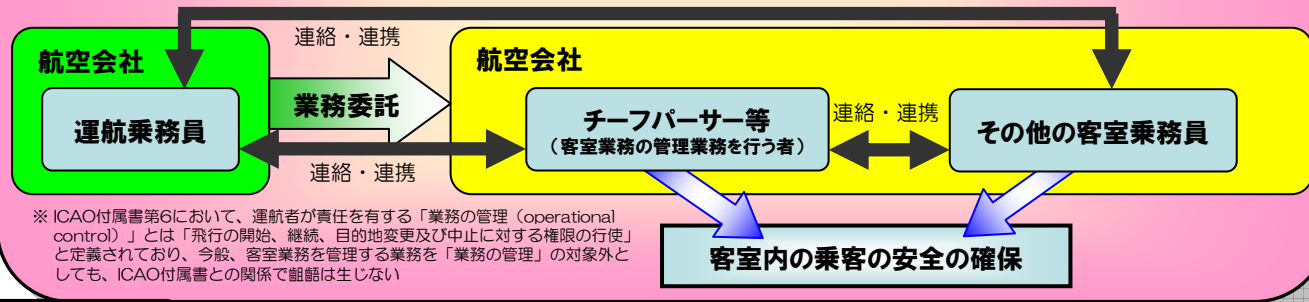 連絡・連携
航空会社
航空会社
業務委託
運航乗務員
チーフパーサー等
(客室業務の管理業務を行う者)
連絡・連携
その他の客室乗務員
連絡・連携
※ ICAO付属書第6において、運航者が責任を有する「業務の管理(operational
control)」とは「飛行の開始、継続、目的地変更及び中止に対する権限の行使」
と定義されており、今般、客室業務を管理する業務を「業務の管理」の対象外と
しても、ICAO付属書との関係で齟齬は生じない
客室内の乗客の安全の確保